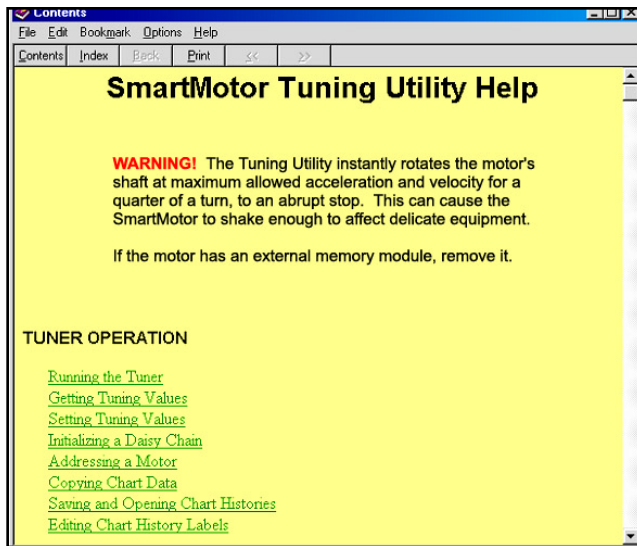 Contents
File Edit Bookmark Options Help
Contents Index Back Print << >>
SmartMotor Tuning Utility Help
WARNING! The Tuning Utility instantly rotates the motor's
shaft at maximum allowed acceleration and velocity for a
quarter of a turn, to an abrupt stop. This can cause the
SmartMotor to shake enough to affect delicate equipment.
If the motor has an external memory module, remove it.
TUNER OPERATION
Running the Tuner
Getting Tuning Values
Setting Tuning Values
Initializing a Daisy Chain
Addressing a Motor
Copying Chart Data
Saving and Opening Chart Histories
Editing Chart History Labels